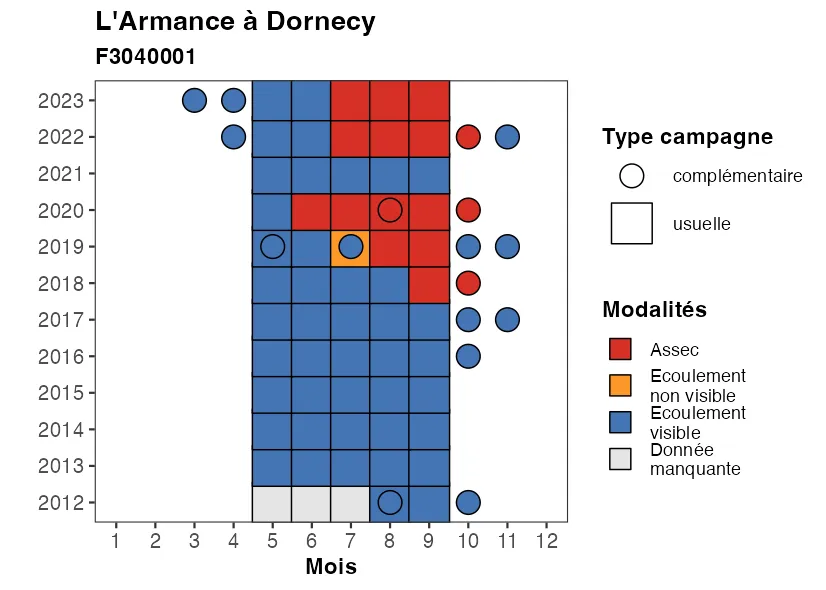 L'Armance à Dornecy
F3040001
2023
2022
2021
2020
2019
2018
2017
2016
2015
2014
2013
2012
1 2 3 4 5 6 7 8 9 10 11 12
Mois
Type campagne
complémentaire
usuelle
Modalités
Assec
Ecoulement
non visible
Ecoulement
visible
Donnée
manquante